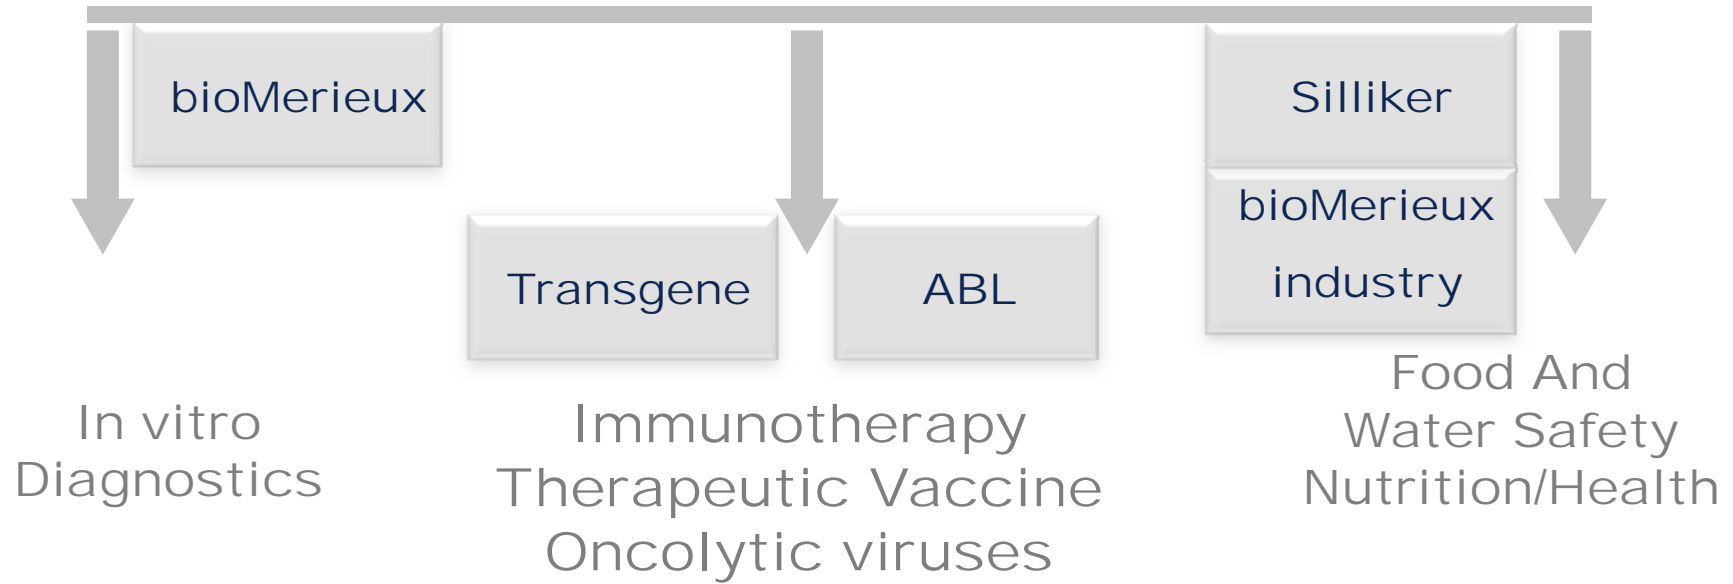 bioMerieux
In vitro
Diagnostics
Transgene
ABL
Immunotherapy
Therapeutic Vaccine
Oncolytic viruses
Silliker
bioMerieux
industry
Food And
Water Safety
Nutrition/Health